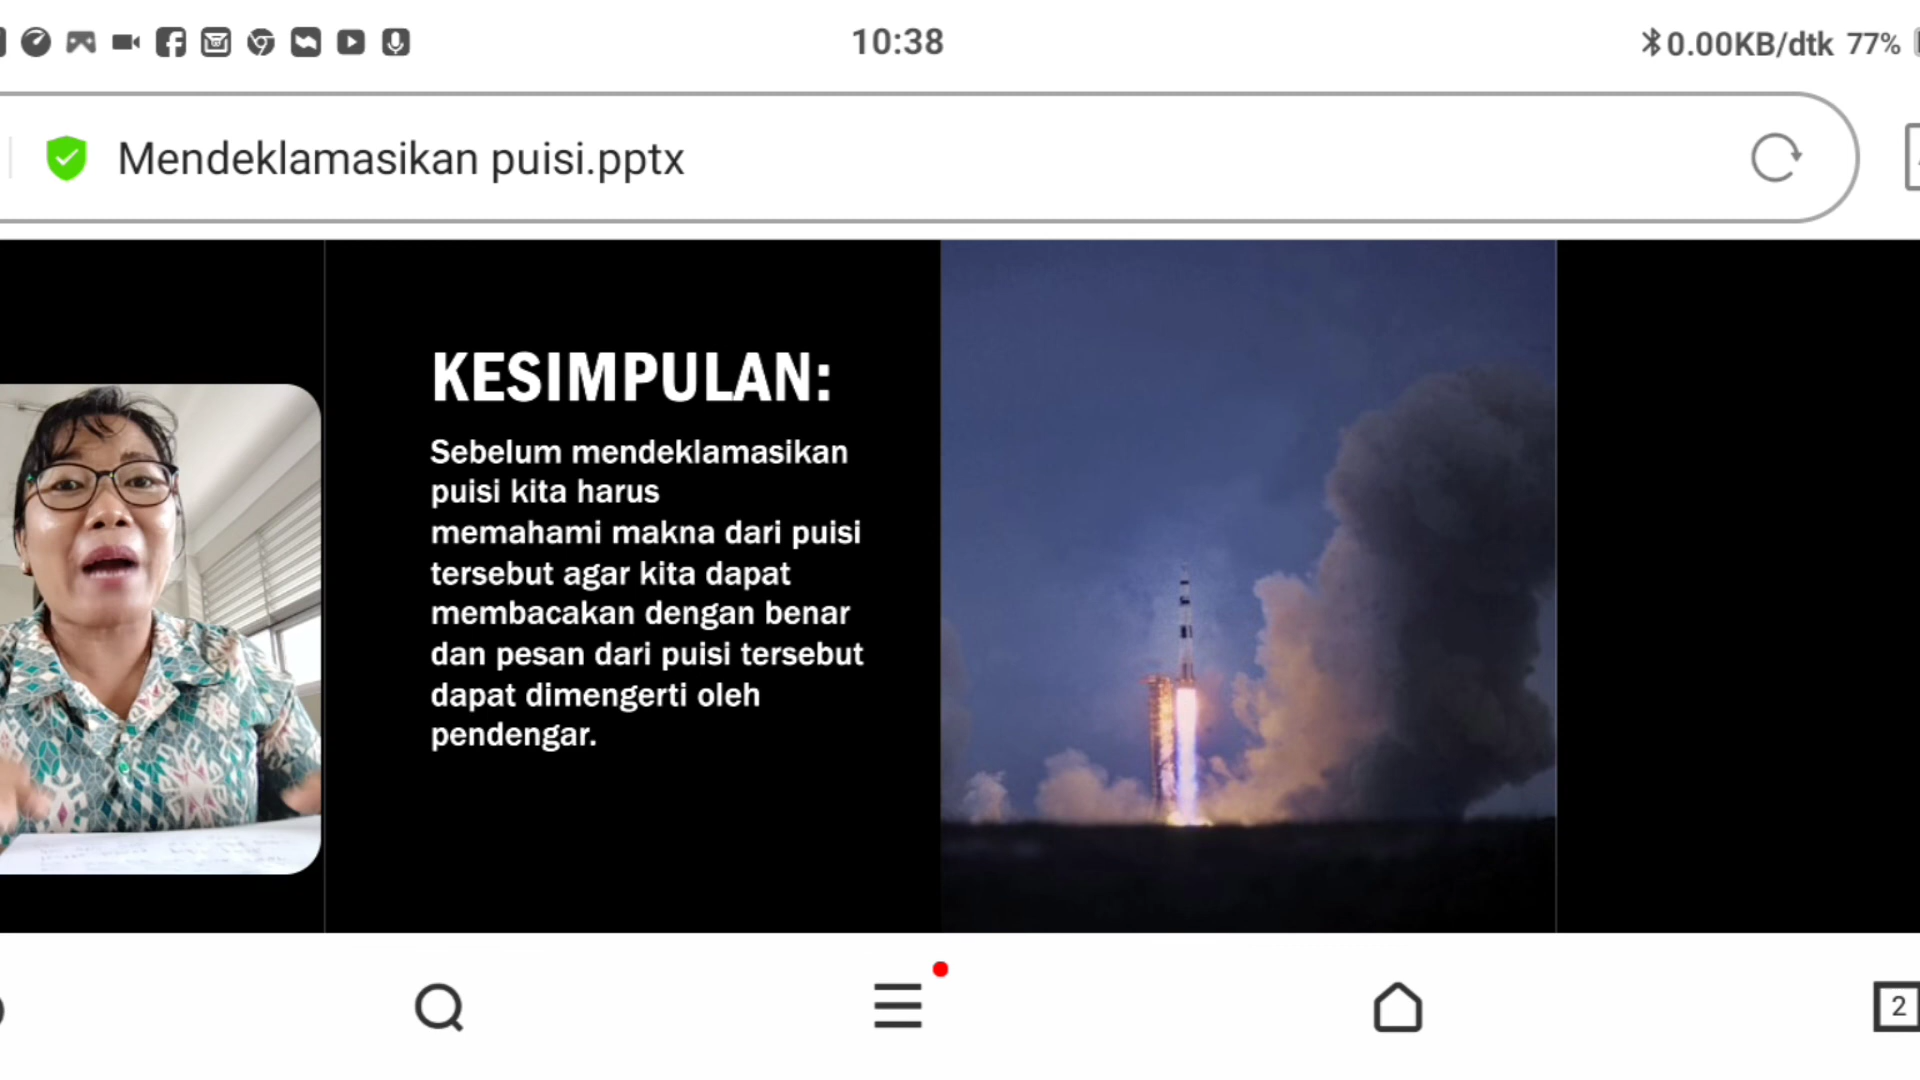 10:38
0.00KB/dtk 77%
Mendeklamasikan puisi.pptx
KESIMPULAN:
Sebelum mendeklamasikan
puisi kita harus
memahami makna dari puisi
tersebut agar kita dapat
membacakan dengan benar
dan pesan dari puisi tersebut
dapat dimengerti oleh
pendengar.
2